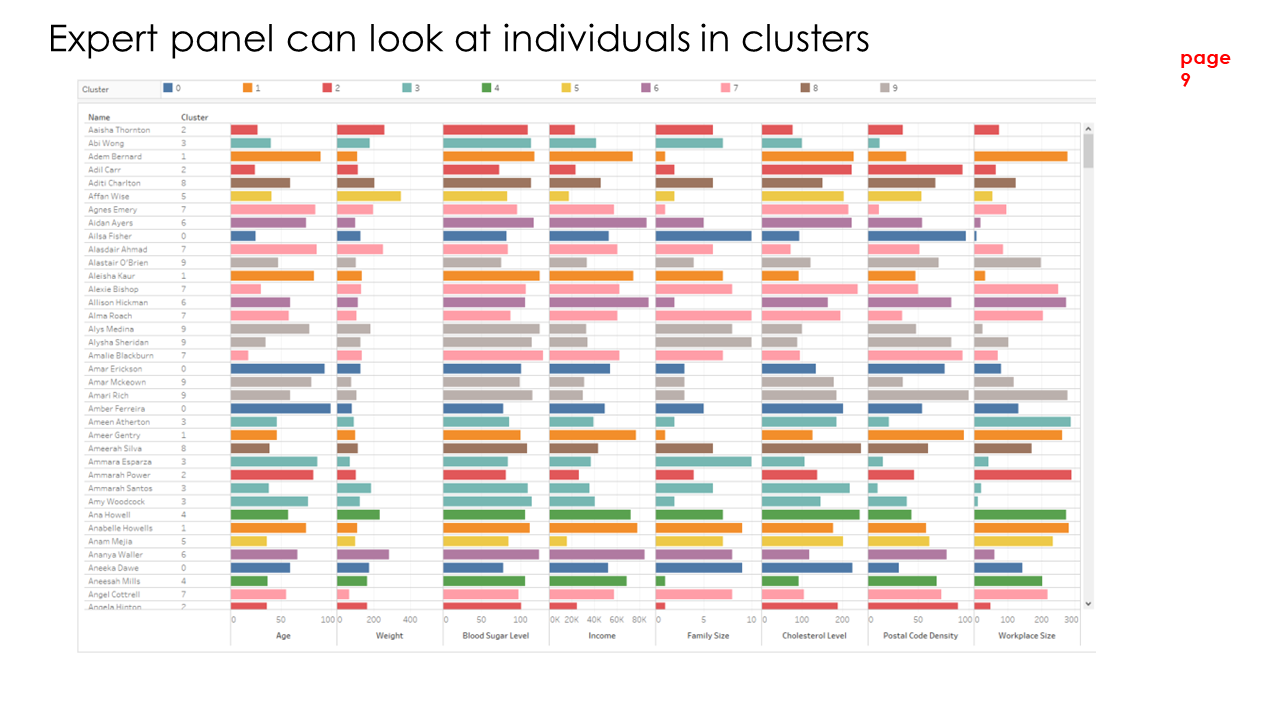 Expert panel can look at individuals in clusters
page
9
Cluster 0 1 2 3 4 5 6 7 8 9
Name Cluster
Aaisha Thornton 2
Abi Wong 3
Adem Bernard 1
Adil Carr 2
Aditi Charlton 8
Affan Wise 5
Agnes Emery 7
Aidan Ayers 6
Ailsa Fisher 0
Alasdair Ahmad 7
Alastair O'Brien 9
Aleisha Kaur 1
Alexie Bishop 7
Allison Hickman 6
Alma Roach 7
Alys Medina 9
Alysha Sheridan 9
Amalie Blackburn 7
Amar Erickson 0
Amar Mckeown 9
Amari Rich 9
Amber Ferreira 0
Ameen Atherton 3
Ameer Gentry 1
Ameerah Silva 8
Ammara Esparza 3
Ammarah Power 2
Ammarah Santos 3
Amy Woodcock 3
Ana Howell 4
Anabelle Howells 1
Anam Mejia 5
Ananya Waller 6
Aneeka Dawe 0
Aneesah Mills 4
Angel Cottrell 7
Angela Hinton 2
0 50 100 0 200 400 0 50 100 0K 20K 40K 60K 80K 0 5 10 0 100 200 0 50 100 0 100 200 300
Age Weight Blood Sugar Level Income Family Size Cholesterol Level Postal Code Density Workplace Size